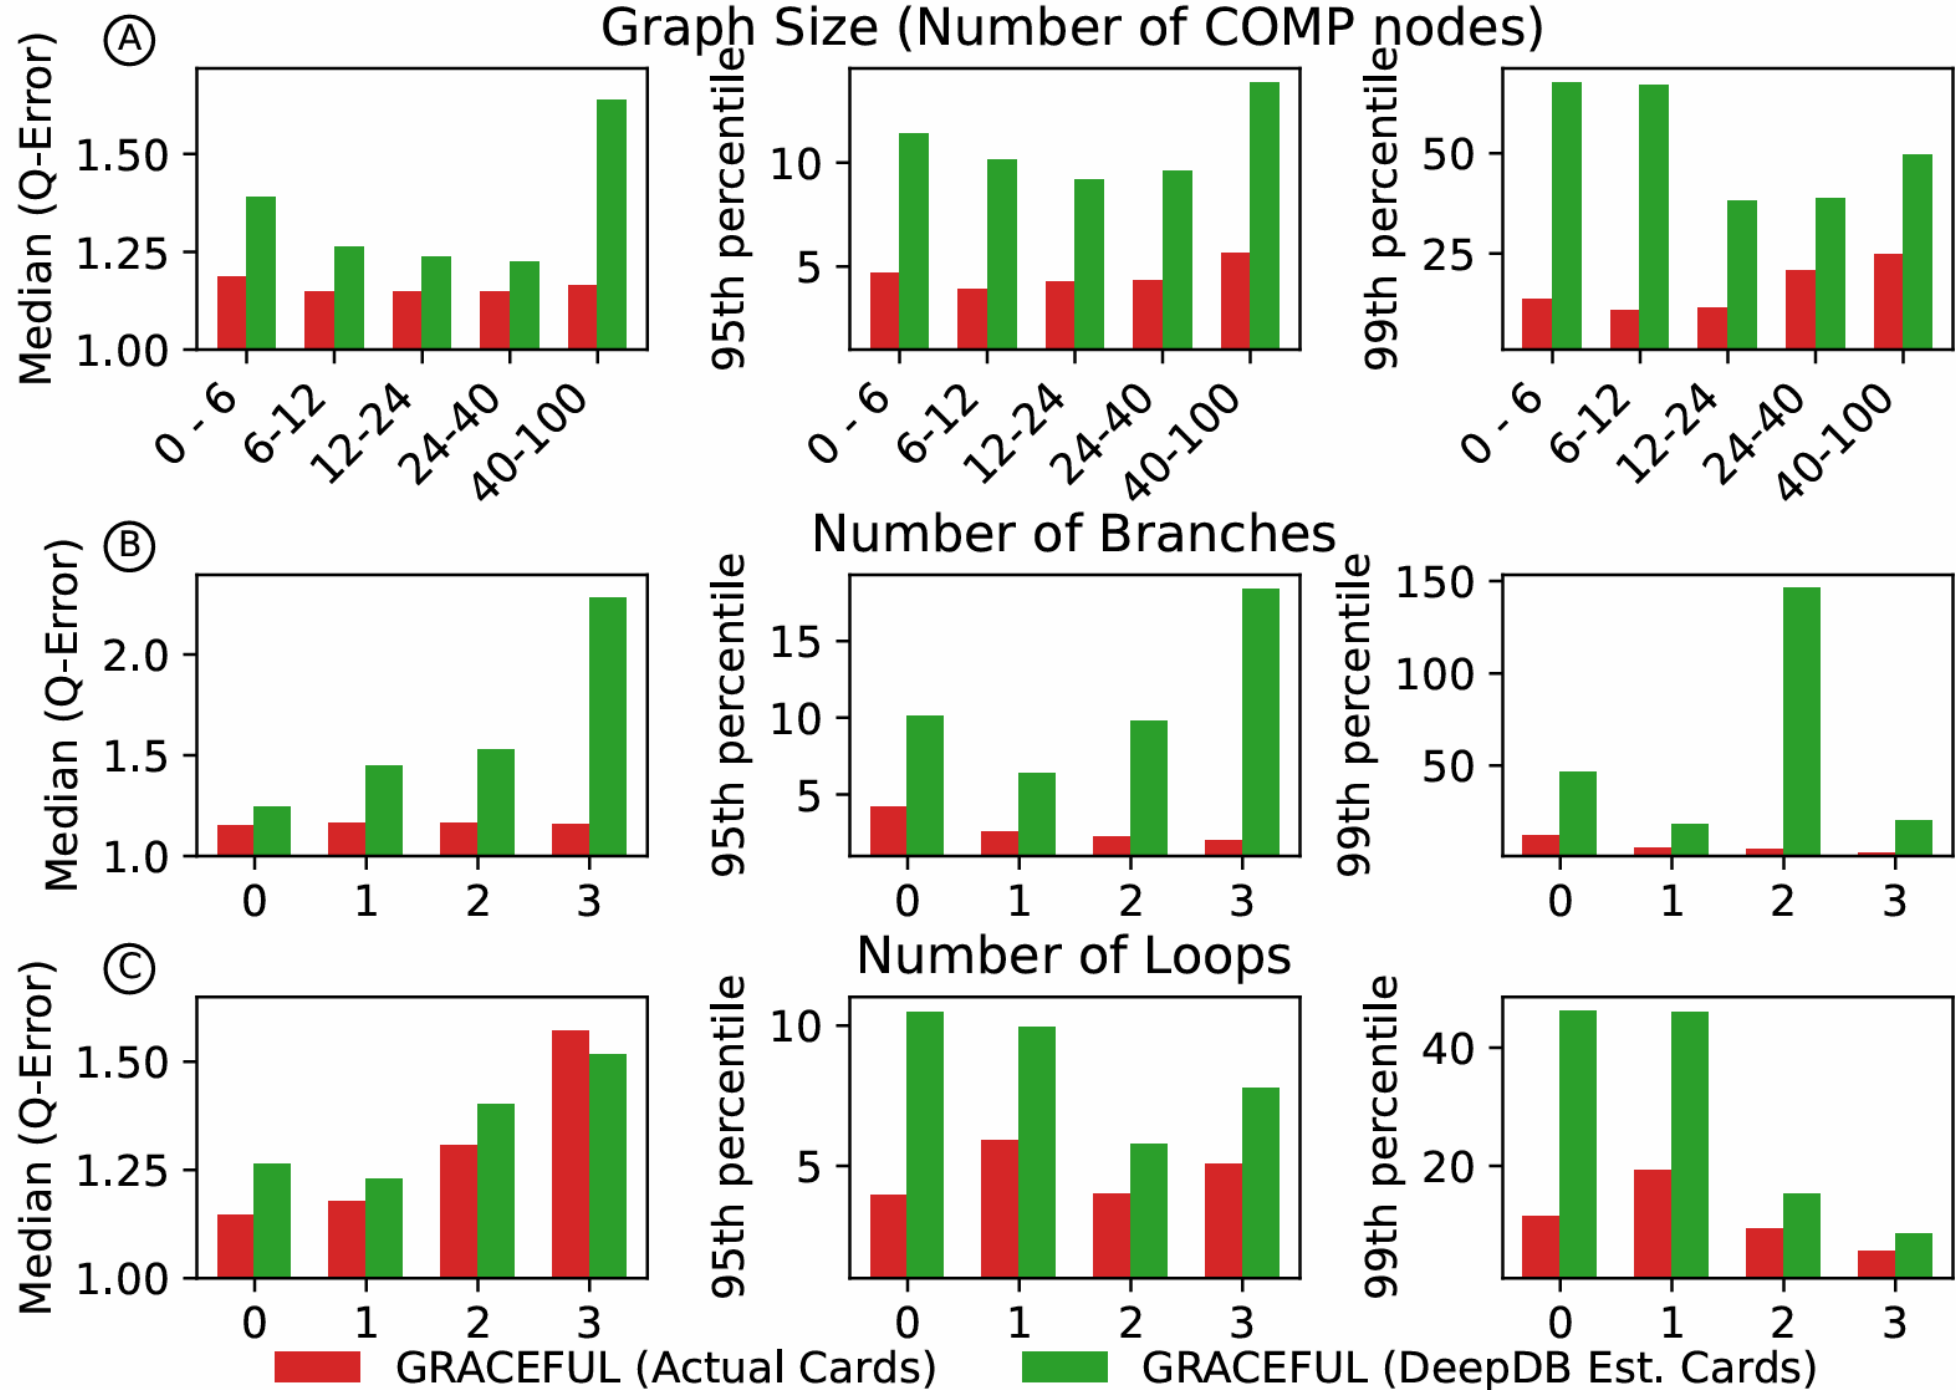 A
Graph Size (Number of COMP nodes)
Median (Q-Error)
1.50
1.25
1.00
0 - 6
6-12
12-24
24-40
40-100
95th percentile
10
5
0 - 6
6-12
12-24
24-40
40-100
99th percentile
50
25
0 - 6
6-12
12-24
24-40
40-100
B
Number of Branches
Median (Q-Error)
2.0
1.5
1.0
0 1 2 3
95th percentile
15
10
5
0 1 2 3
99th percentile
150
100
50
0 1 2 3
C
Number of Loops
Median (Q-Error)
1.50
1.25
1.00
0 1 2 3
95th percentile
10
5
0 1 2 3
99th percentile
40
20
0 1 2 3
GRACEFUL (Actual Cards)
GRACEFUL (DeepDB Est. Cards)